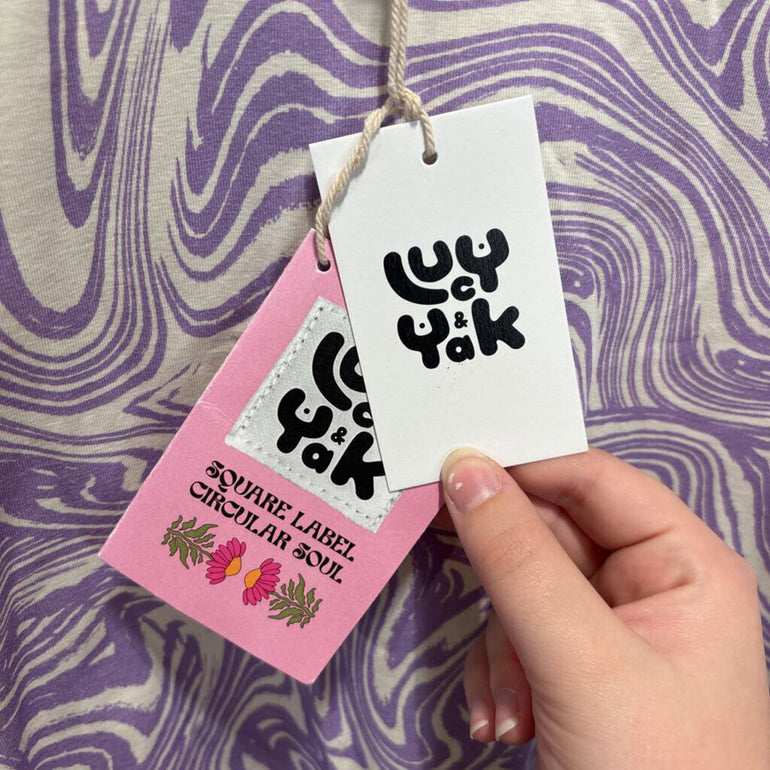 Lucy
&
Yak
Lucy
&
Yak
SQUARE LABEL
CIRCULAR SOUL